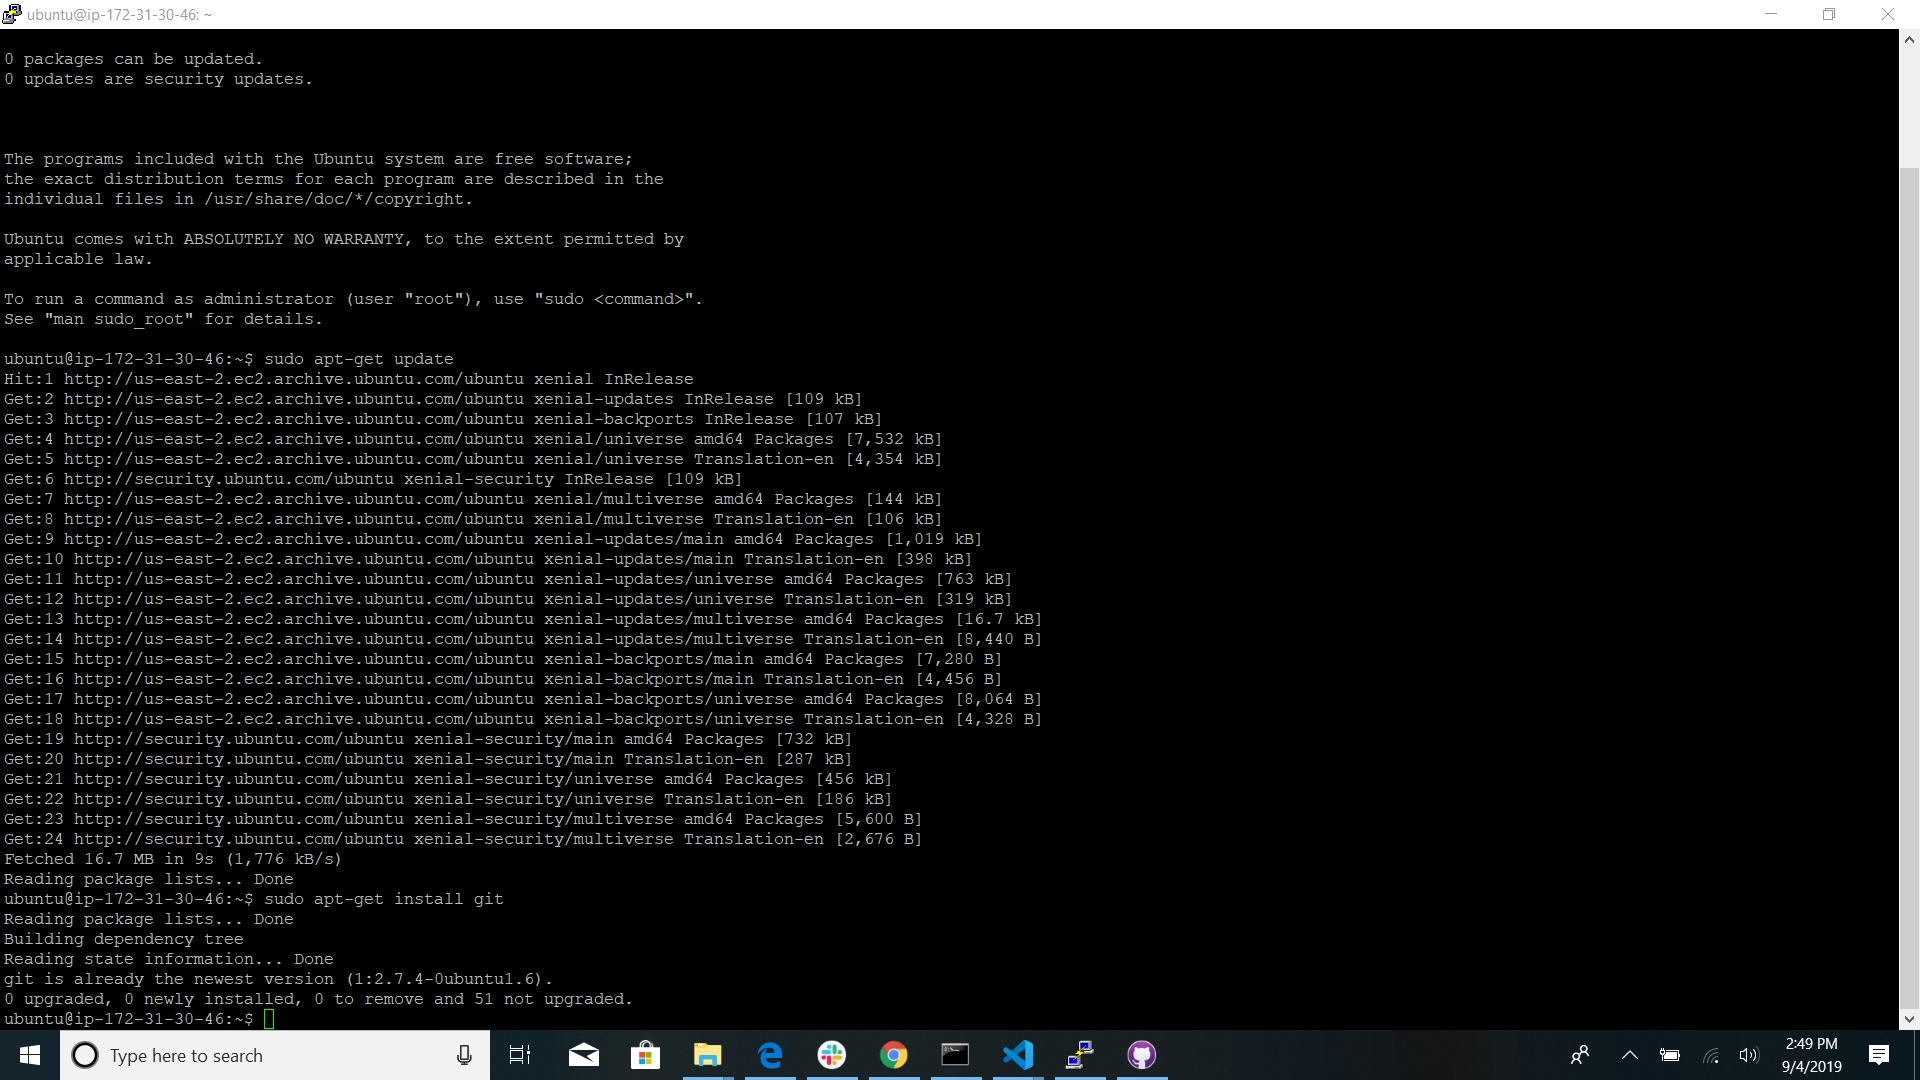 ubuntu@ip-172-31-30-46: ~
0 packages can be updated.
0 updates are security updates.
The programs included with the Ubuntu system are free software;
the exact distribution terms for each program are described in the
individual files in /usr/share/doc/*/copyright.
Ubuntu comes with ABSOLUTELY NO WARRANTY, to the extent permitted by
applicable law.
To run a command as administrator (user "root"), use "sudo <command>".
See "man sudo_root" for details.
ubuntu@ip-172-31-30-46:~$ sudo apt-get update
Hit:1 http://us-east-2.ec2.archive.ubuntu.com/ubuntu xenial InRelease
Get:2 http://us-east-2.ec2.archive.ubuntu.com/ubuntu xenial-updates InRelease [109 kB]
Get:3 http://us-east-2.ec2.archive.ubuntu.com/ubuntu xenial-backports InRelease [107 kB]
Get:4 http://us-east-2.ec2.archive.ubuntu.com/ubuntu xenial/universe amd64 Packages [7,532 kB]
Get:5 http://us-east-2.ec2.archive.ubuntu.com/ubuntu xenial/universe Translation-en [4,354 kB]
Get:6 http://security.ubuntu.com/ubuntu xenial-security InRelease [109 kB]
Get:7 http://us-east-2.ec2.archive.ubuntu.com/ubuntu xenial/multiverse amd64 Packages [144 kB]
Get:8 http://us-east-2.ec2.archive.ubuntu.com/ubuntu xenial/multiverse Translation-en [106 kB]
Get:9 http://us-east-2.ec2.archive.ubuntu.com/ubuntu xenial-updates/main amd64 Packages [1,019 kB]
Get:10 http://us-east-2.ec2.archive.ubuntu.com/ubuntu xenial-updates/main Translation-en [398 kB]
Get:11 http://us-east-2.ec2.archive.ubuntu.com/ubuntu xenial-updates/universe amd64 Packages [763 kB]
Get:12 http://us-east-2.ec2.archive.ubuntu.com/ubuntu xenial-updates/universe Translation-en [319 kB]
Get:13 http://us-east-2.ec2.archive.ubuntu.com/ubuntu xenial-updates/multiverse amd64 Packages [16.7 kB]
Get:14 http://us-east-2.ec2.archive.ubuntu.com/ubuntu xenial-updates/multiverse Translation-en [8,440 B]
Get:15 http://us-east-2.ec2.archive.ubuntu.com/ubuntu xenial-backports/main amd64 Packages [7,280 B]
Get:16 http://us-east-2.ec2.archive.ubuntu.com/ubuntu xenial-backports/main Translation-en [4,456 B]
Get:17 http://us-east-2.ec2.archive.ubuntu.com/ubuntu xenial-backports/universe amd64 Packages [8,064 B]
Get:18 http://us-east-2.ec2.archive.ubuntu.com/ubuntu xenial-backports/universe Translation-en [4,328 B]
Get:19 http://security.ubuntu.com/ubuntu xenial-security/main amd64 Packages [732 kB]
Get:20 http://security.ubuntu.com/ubuntu xenial-security/main Translation-en [287 kB]
Get:21 http://security.ubuntu.com/ubuntu xenial-security/universe amd64 Packages [456 kB]
Get:22 http://security.ubuntu.com/ubuntu xenial-security/universe Translation-en [186 kB]
Get:23 http://security.ubuntu.com/ubuntu xenial-security/multiverse amd64 Packages [5,600 B]
Get:24 http://security.ubuntu.com/ubuntu xenial-security/multiverse Translation-en [2,676 B]
Fetched 16.7 MB in 9s (1,776 kB/s)
Reading package lists... Done
ubuntu@ip-172-31-30-46:~$ sudo apt-get install git
Reading package lists... Done
Building dependency tree
Reading state information... Done
git is already the newest version (1:2.7.4-0ubuntu1.6).
0 upgraded, 0 newly installed, 0 to remove and 51 not upgraded.
ubuntu@ip-172-31-30-46:~$
Type here to search
2:49 PM
9/4/2019